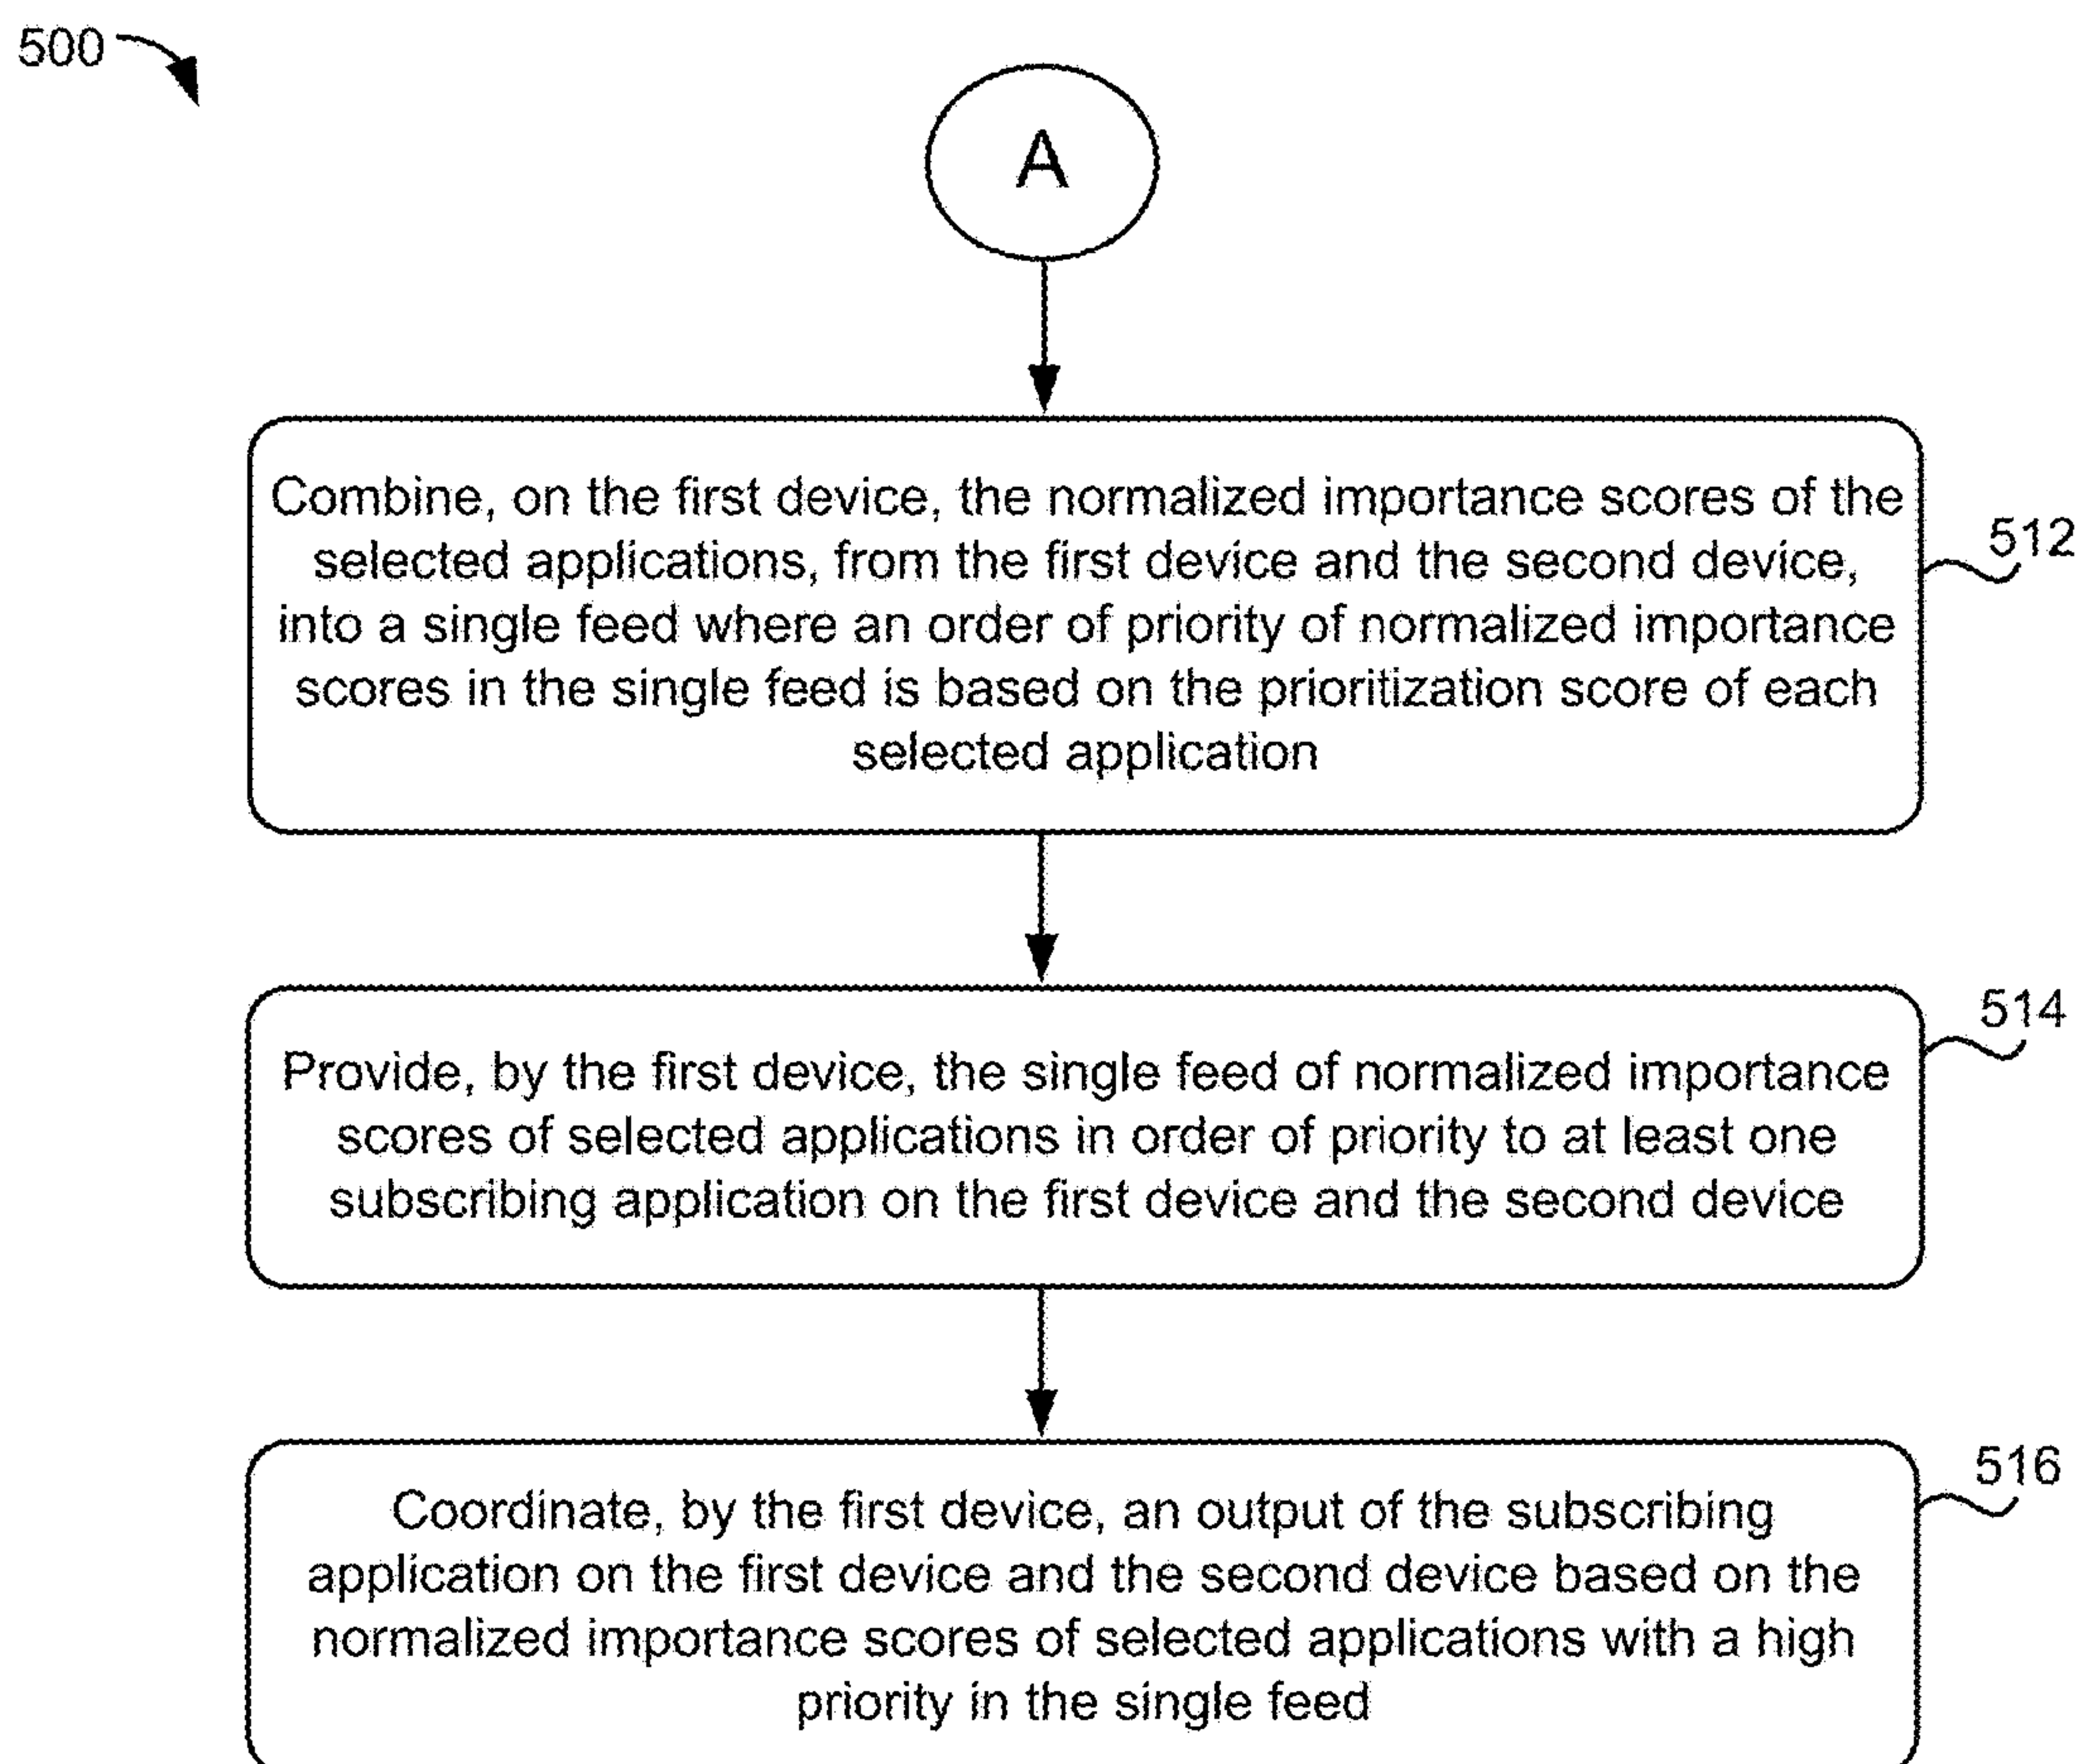 500
A
Combine, on the first device, the normalized importance scores of the
selected applications, from the first device and the second device,
into a single feed where an order of priority of normalized importance
scores in the single feed is based on the prioritization score of each
selected application
512
Provide, by the first device, the single feed of normalized importance
scores of selected applications in order of priority to at least one
subscribing application on the first device and the second device
514
Coordinate, by the first device, an output of the subscribing
application on the first device and the second device based on the
normalized importance scores of selected applications with a high
priority in the single feed
516